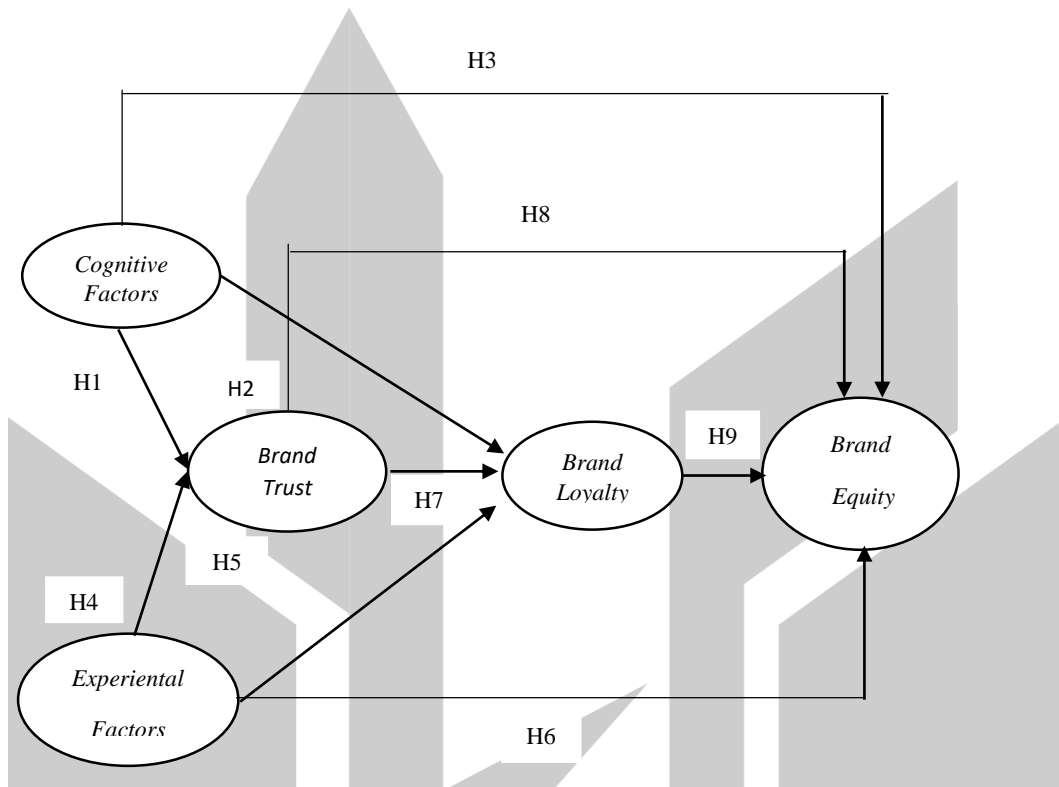 H3
H8
Cognitive
Factors
H1
H2
Brand
Trust
Brand
Loyalty
H9
Brand
Equity
H7
H5
H4
Experiental
Factors
H6